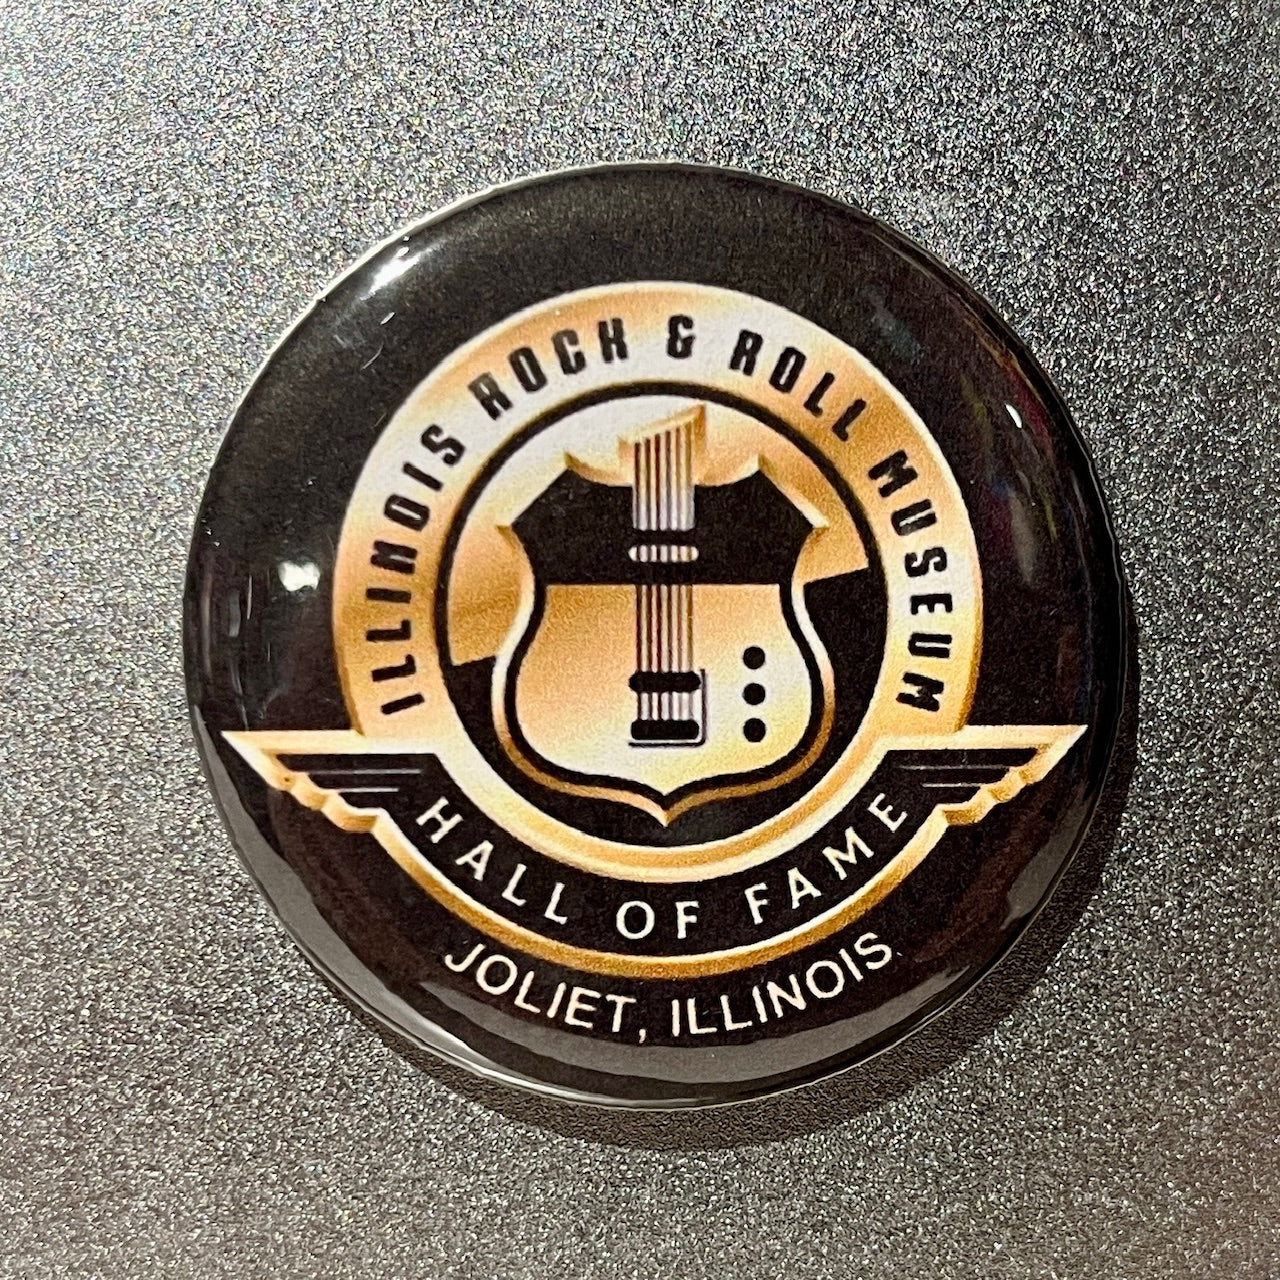 ILLINOIS ROCK & ROLL MUSEUM
HALL OF FAME
JOLIET, ILLINOIS